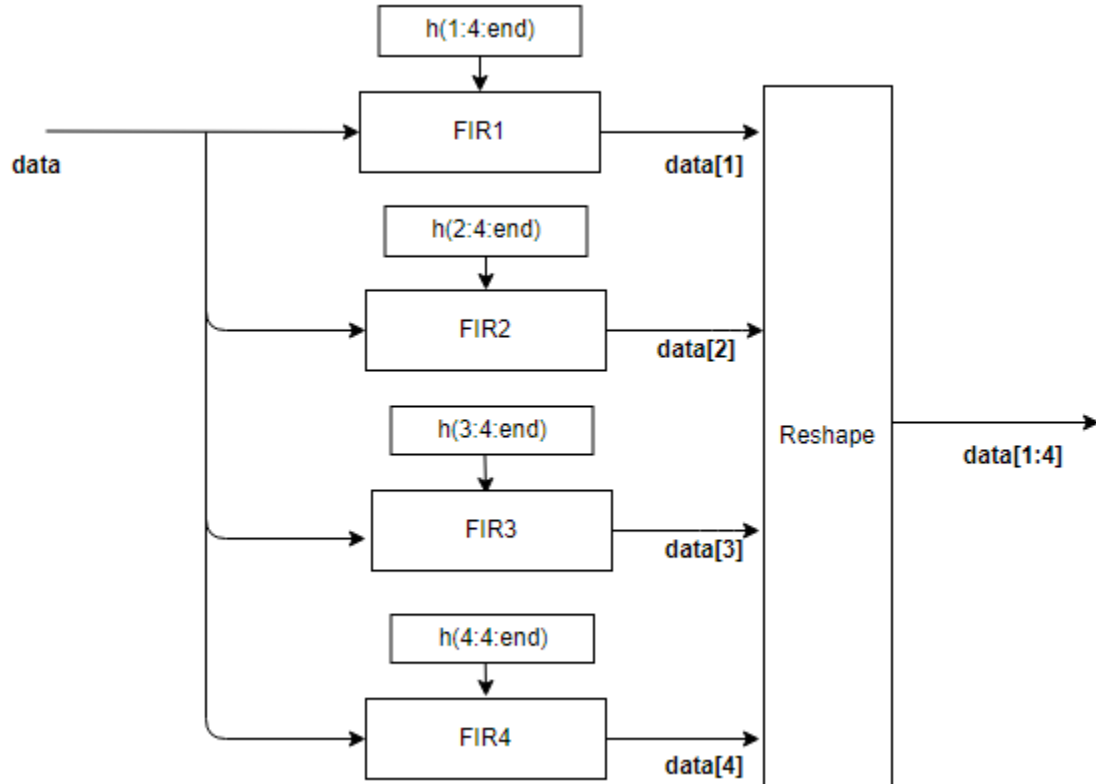 h(1:4:end)
FIR1
data
data[1]
h(2:4:end)
FIR2
data[2]
h(3:4:end)
Reshape
data[1:4]
FIR3
data[3]
h(4:4:end)
FIR4
data[4]